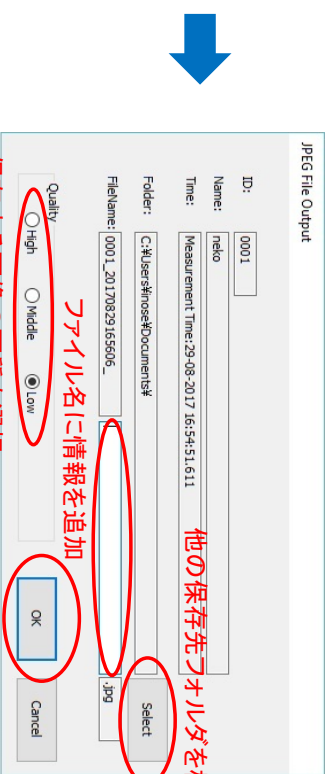 JPEG File Output
ID: 0001
Name: neko
Time: Measurement Time:29-08-2017 16:54:51.611
他の保存先フォルダを
Folder: C:¥Users¥inose¥Documents¥ Select
FileName: 0001_20170829165606_ .jpg
ファイル名に情報を追加
Quality
High Middle Low OK Cancel